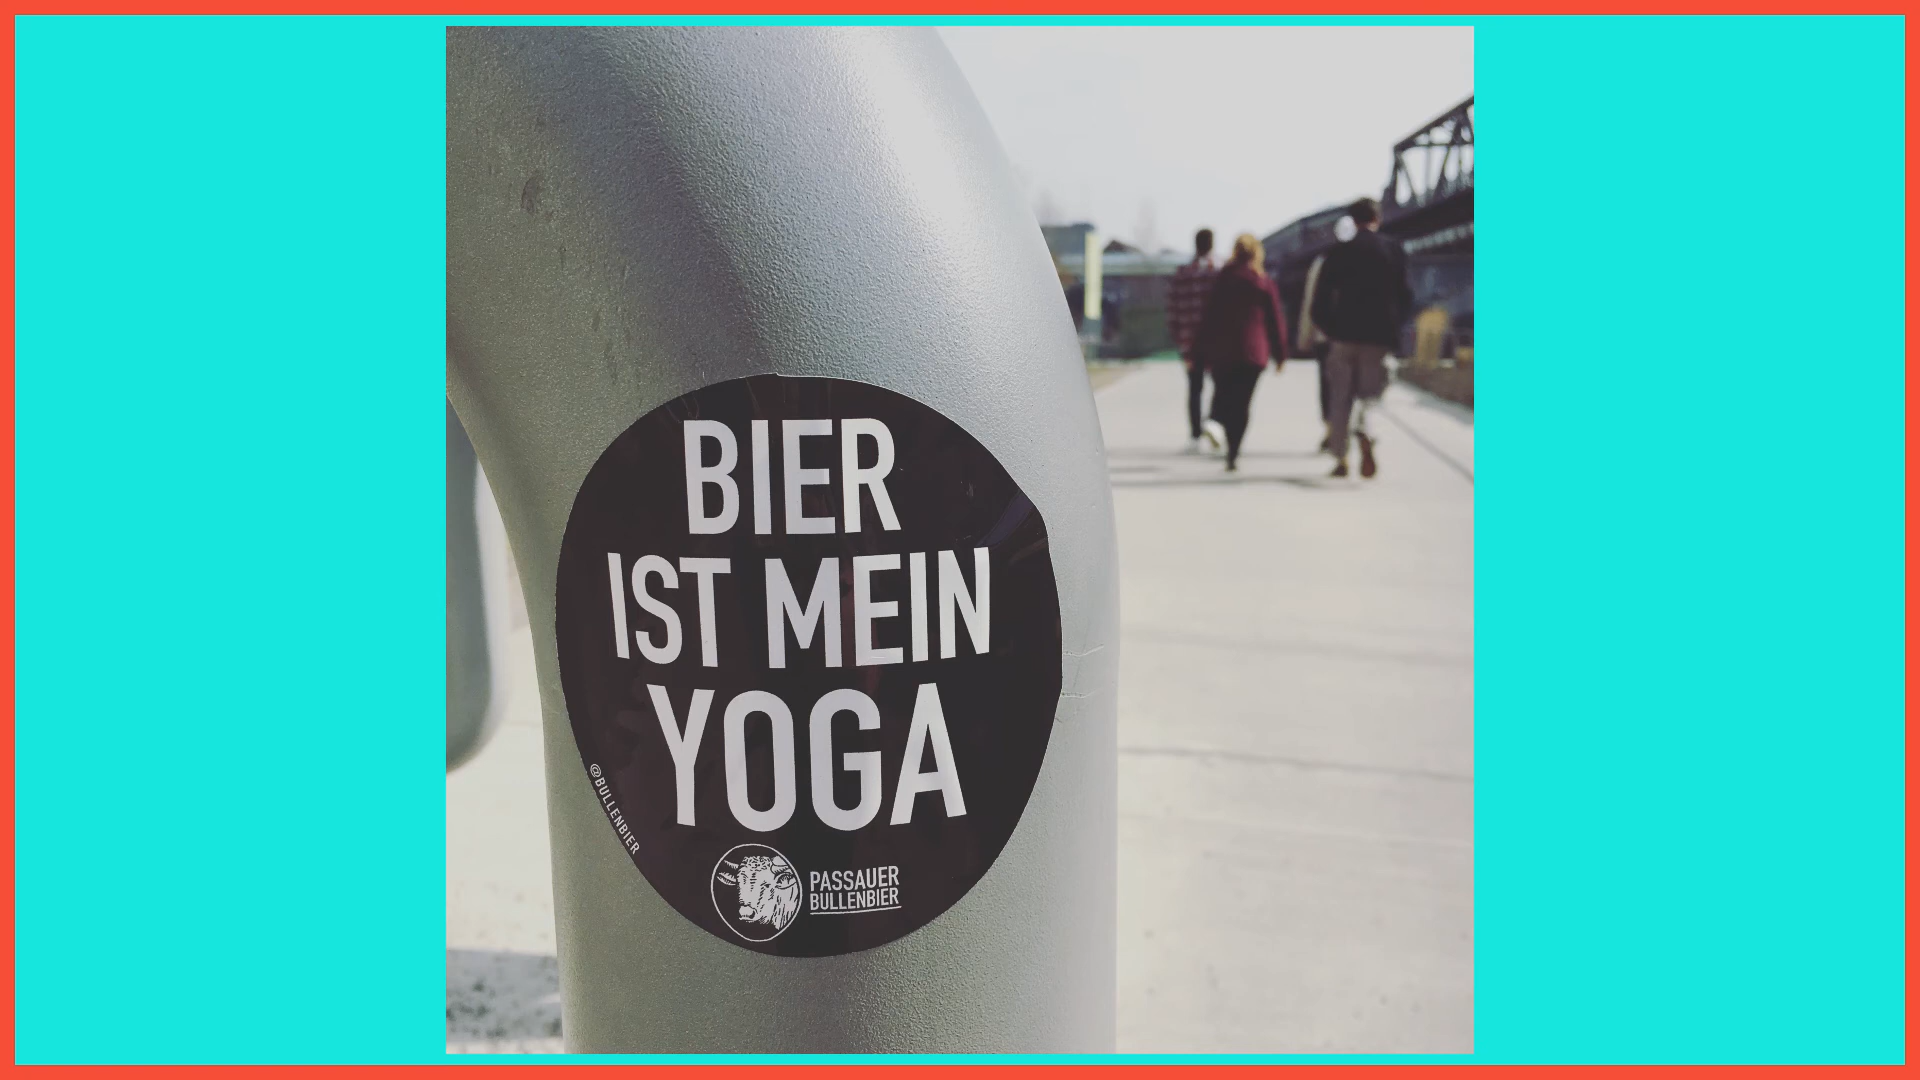 BIER
IST MEIN
YOGA
@BULLENBIER
PASSAUER
BULLENBIER